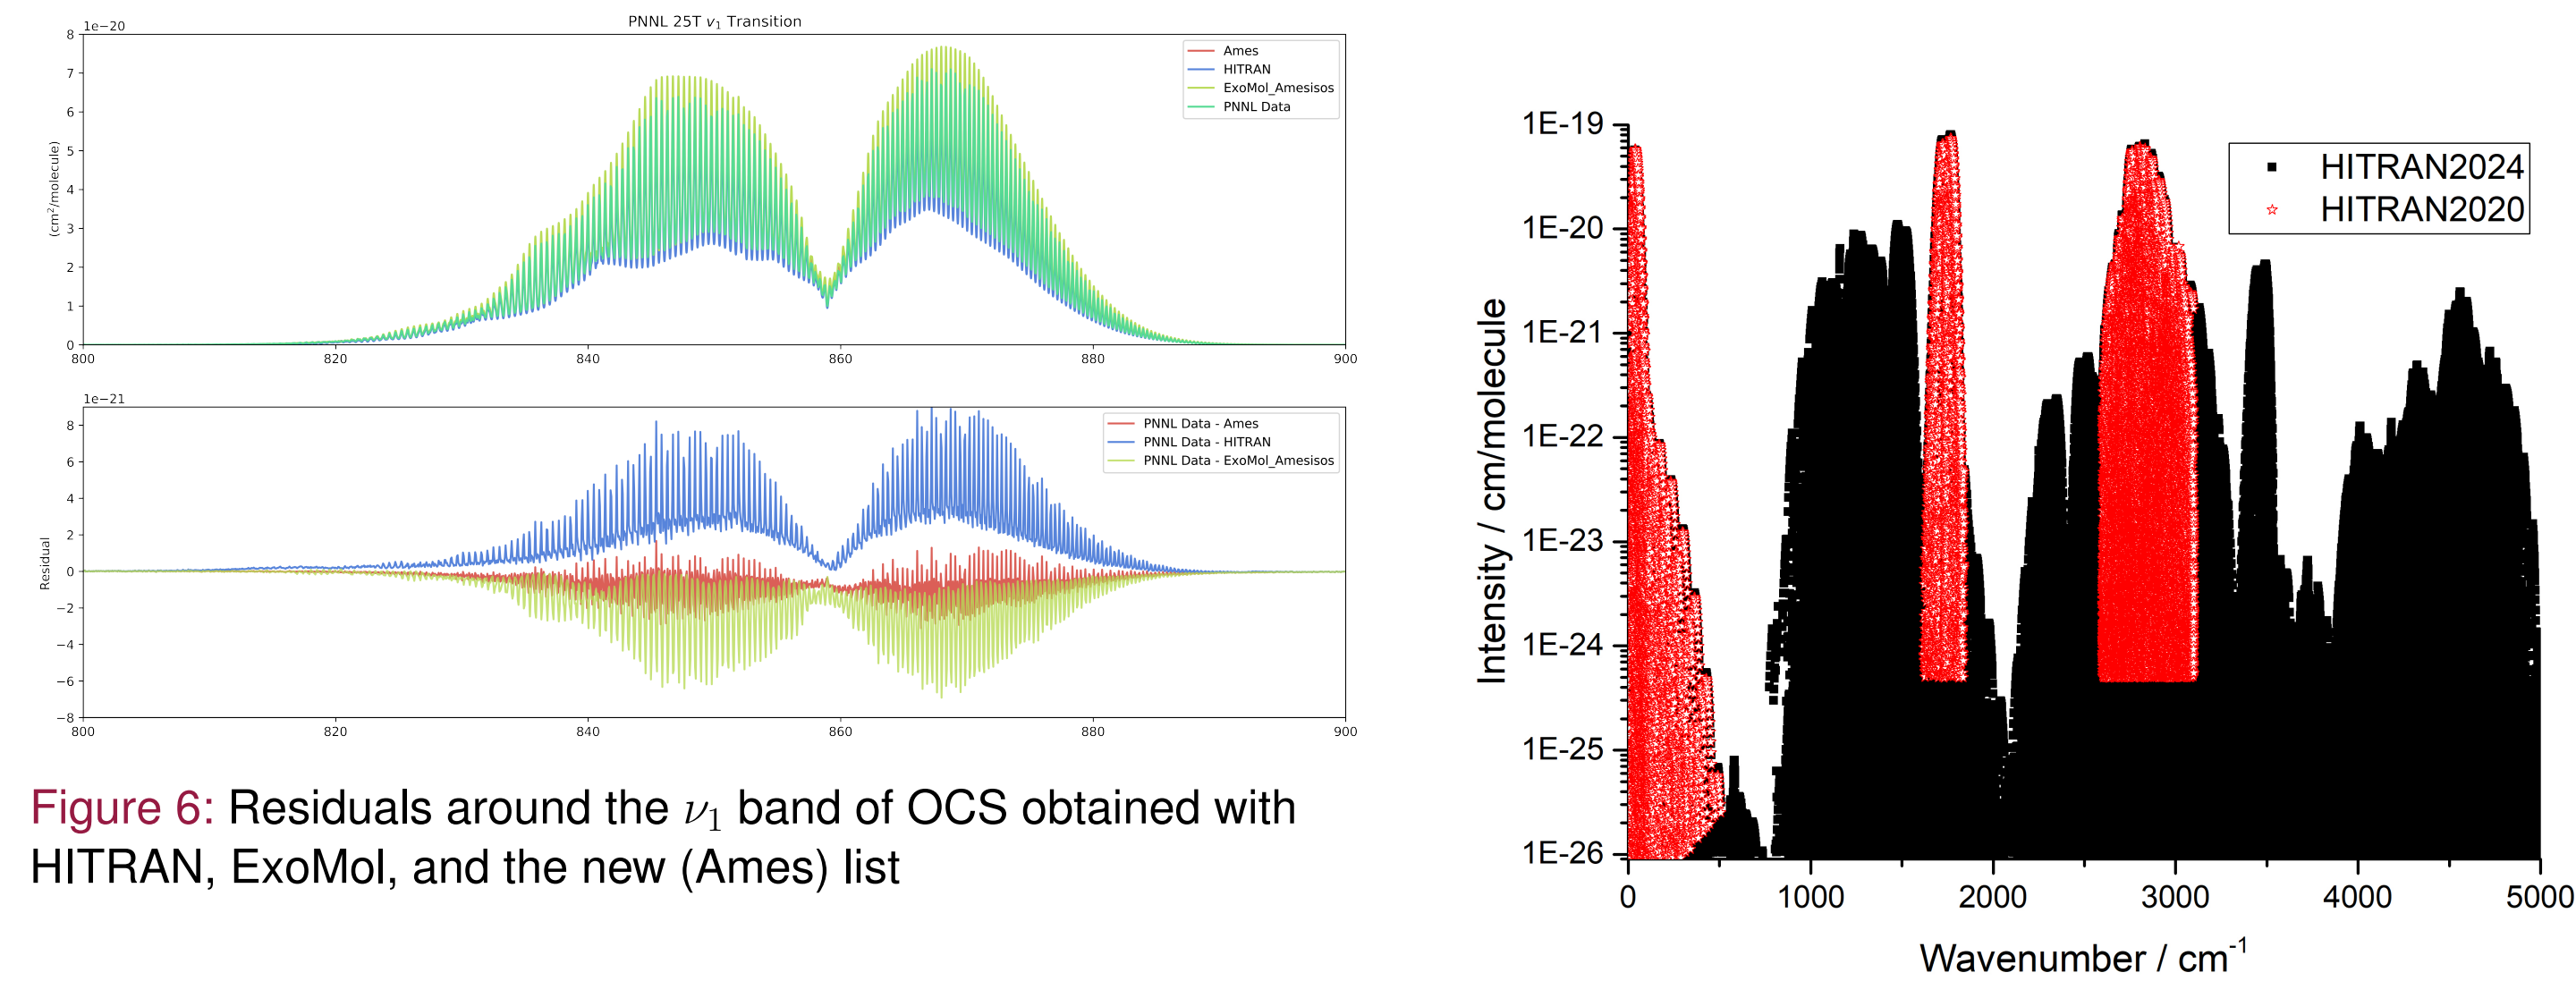 PNNL 25T ν₁ Transition
1e−20
8
7
6
5
4
3
2
1
0
(cm²/molecule)
800
820
840
860
880
900
Ames
HITRAN
ExoMol_Amesisos
PNNL Data
1e−21
8
6
4
2
0
−2
−4
−6
−8
Residual
800
820
840
860
880
900
PNNL Data - Ames
PNNL Data - HITRAN
PNNL Data - ExoMol_Amesisos
Figure 6: Residuals around the ν₁ band of OCS obtained with
HITRAN, ExoMol, and the new (Ames) list
1E-19
1E-20
1E-21
1E-22
1E-23
1E-24
1E-25
1E-26
Intensity / cm/molecule
HITRAN2024
HITRAN2020
0
1000
2000
3000
4000
5000
Wavenumber / cm⁻¹